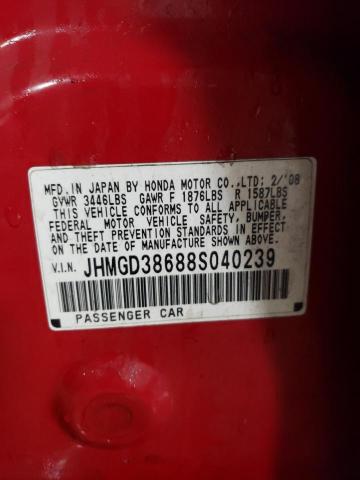 MFD.IN JAPAN BY HONDA MOTOR CO.,LTD; 2/'08
GVWR 3446LBS GAWR F 1876LBS R 1587LBS
THIS VEHICLE CONFORMS TO ALL APPLICABLE
FEDERAL MOTOR VEHICLE SAFETY, BUMPER,
AND THEFT PREVENTION STANDARDS IN EFFECT
ON THE DATE OF MANUFACTURE SHOWN ABOVE.
V.I.N. JHMGD38688S040239
PASSENGER CAR